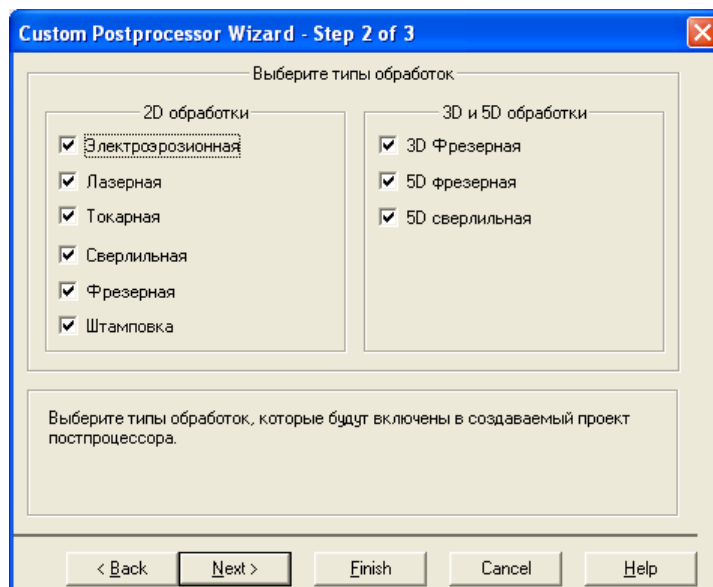 Custom Postprocessor Wizard - Step 2 of 3
Выберите типы обработок
2D обработки
Электроэрозионная
Лазерная
Токарная
Сверлильная
Фрезерная
Штамповка
3D и 5D обработки
3D Фрезерная
5D фрезерная
5D сверлильная
Выберите типы обработок, которые будут включены в создаваемый проект
постпроцессора.
< Back
Next >
Finish
Cancel
Help